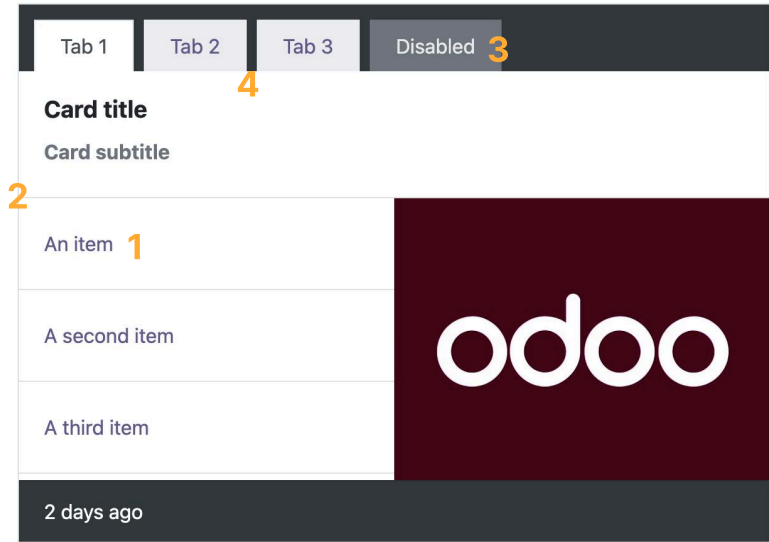 Tab 1 Tab 2 Tab 3 Disabled 3
4
Card title
Card subtitle
2
An item 1
A second item
odoo
A third item
2 days ago